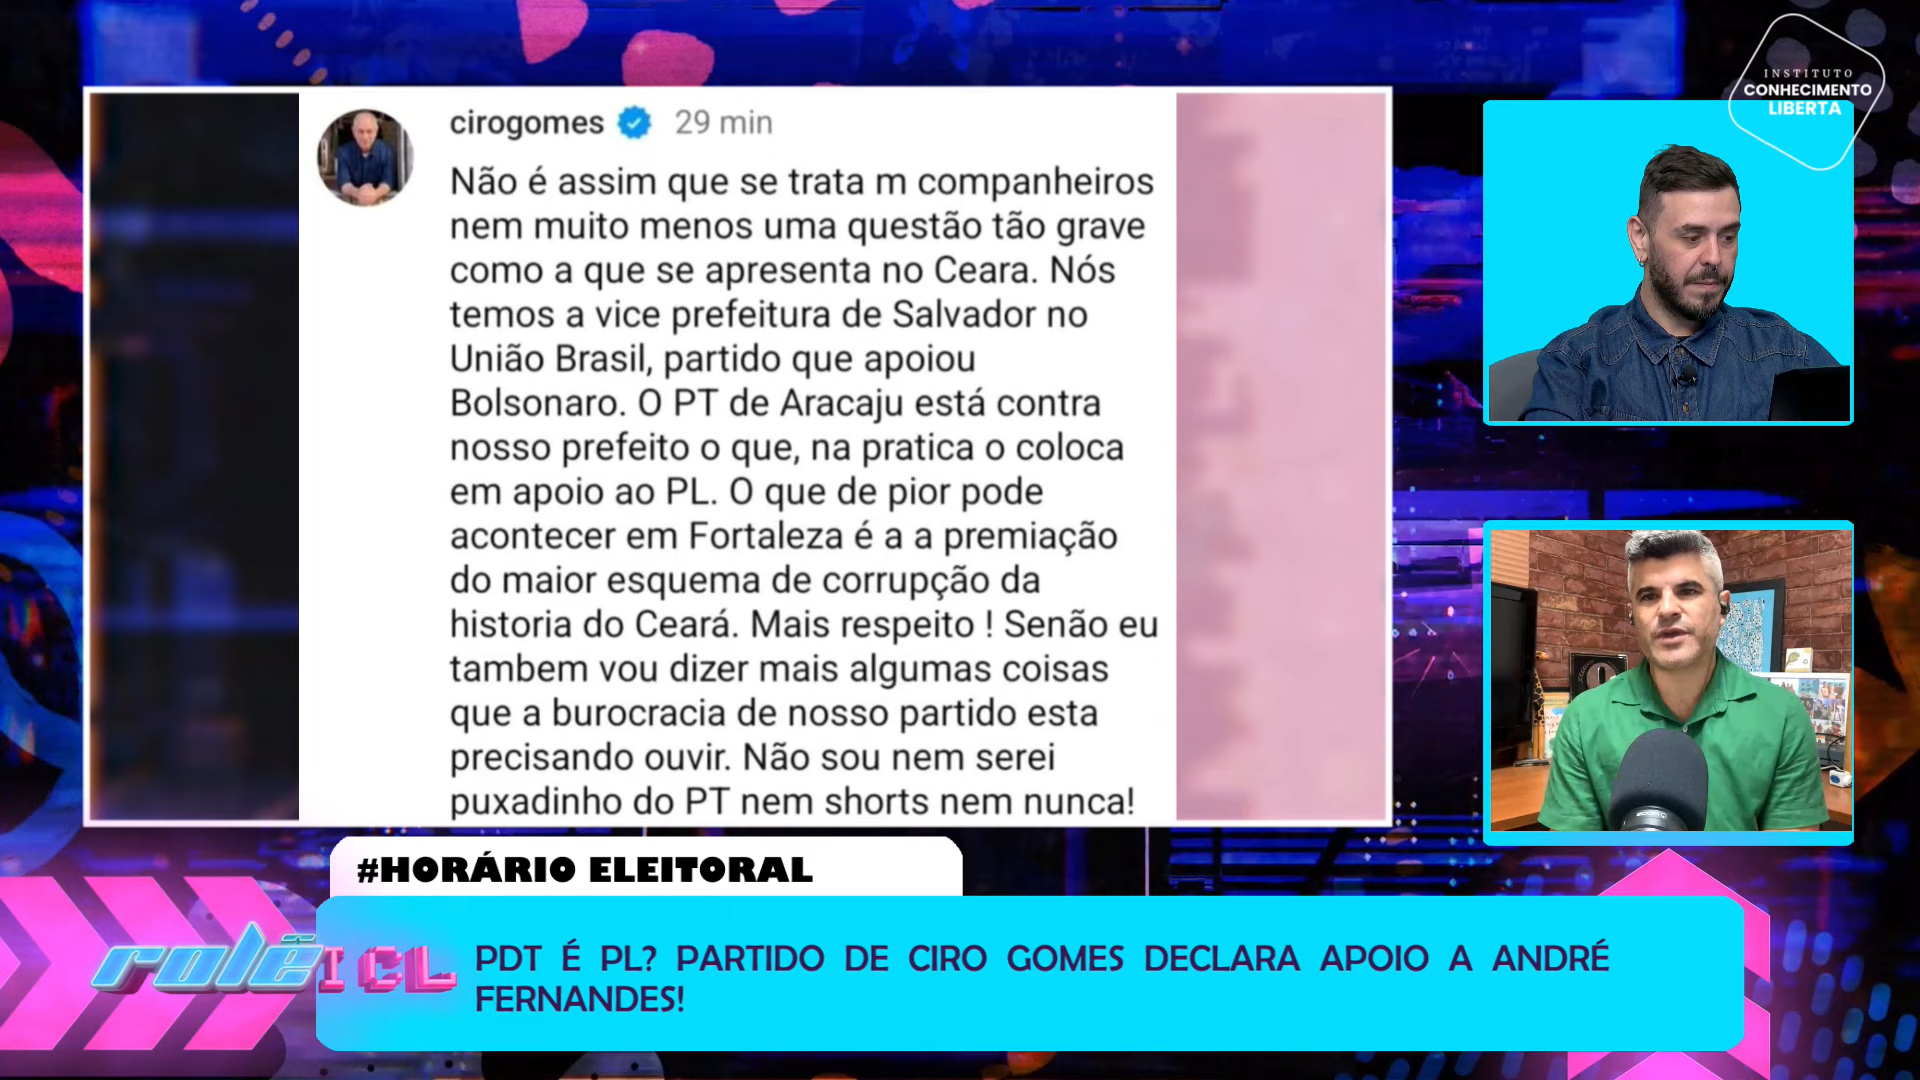 INSTITUTO
CONHECIMENTO
LIBERTA
cirogomes 29 min
Não é assim que se trata m companheiros
nem muito menos uma questão tão grave
como a que se apresenta no Ceara. Nós
temos a vice prefeitura de Salvador no
União Brasil, partido que apoiou
Bolsonaro. O PT de Aracaju está contra
nosso prefeito o que, na pratica o coloca
em apoio ao PL. O que de pior pode
acontecer em Fortaleza é a a premiação
do maior esquema de corrupção da
historia do Ceará. Mais respeito ! Senão eu
tambem vou dizer mais algumas coisas
que a burocracia de nosso partido esta
precisando ouvir. Não sou nem serei
puxadinho do PT nem shorts nem nunca!
#HORÁRIO ELEITORAL
rolê ICL
PDT É PL? PARTIDO DE CIRO GOMES DECLARA APOIO A ANDRÉ
FERNANDES!